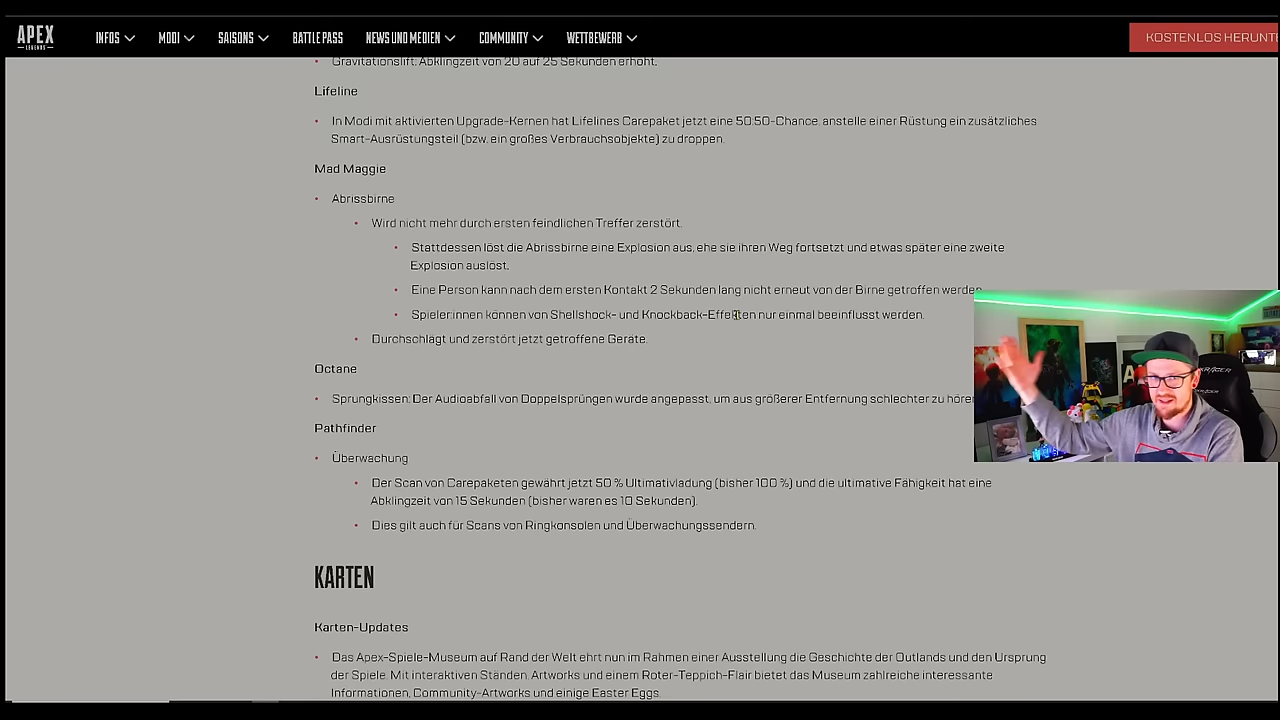 APEX
LEGENDS
INFOS
MODI
SAISONS
BATTLE PASS
NEWS UND MEDIEN
COMMUNITY
WETTBEWERB
KOSTENLOS HERUNT
Gravitationslift: Abklingzeit von 20 auf 25 Sekunden erhöht.
Lifeline
In Modi mit aktivierten Upgrade-Kernen hat Lifelines Carepaket jetzt eine 50:50-Chance, anstelle einer Rüstung ein zusätzliches
Smart-Ausrüstungsteil (bzw. ein großes Verbrauchsobjekte) zu droppen.
Mad Maggie
Abrissbirne
Wird nicht mehr durch ersten feindlichen Treffer zerstört.
Stattdessen löst die Abrissbirne eine Explosion aus, ehe sie ihren Weg fortsetzt und etwas später eine zweite
Explosion auslöst.
Eine Person kann nach dem ersten Kontakt 2 Sekunden lang nicht erneut von der Birne getroffen werden.
Spieler:innen können von Shellshock- und Knockback-Effekten nur einmal beeinflusst werden.
Durchschlägt und zerstört jetzt getroffene Geräte.
Octane
Sprungkissen: Der Audioabfall von Doppelsprüngen wurde angepasst, um aus größerer Entfernung schlechter zu hören
Pathfinder
Überwachung
Der Scan von Carepaketen gewährt jetzt 50 % Ultimativladung (bisher 100 %) und die ultimative Fähigkeit hat eine
Abklingzeit von 15 Sekunden (bisher waren es 10 Sekunden).
Dies gilt auch für Scans von Ringkonsolen und Überwachungssendern.
KARTEN
Karten-Updates
Das Apex-Spiele-Museum auf Rand der Welt ehrt nun im Rahmen einer Ausstellung die Geschichte der Outlands und den Ursprung
der Spiele. Mit interaktiven Ständen, Artworks und einem Roter-Teppich-Flair bietet das Museum zahlreiche interessante
Informationen, Community-Artworks und einige Easter Eggs.